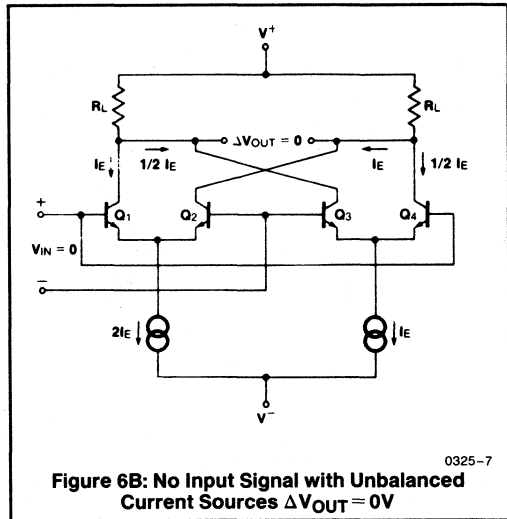 V+
RL
RL
ΔVOUT = 0
IE
1/2 IE
IE
1/2 IE
+
Q1
Q2
Q3
Q4
VIN = 0
−
2IE
IE
V−
0325-7
Figure 6B: No Input Signal with Unbalanced
Current Sources ΔVOUT = 0V